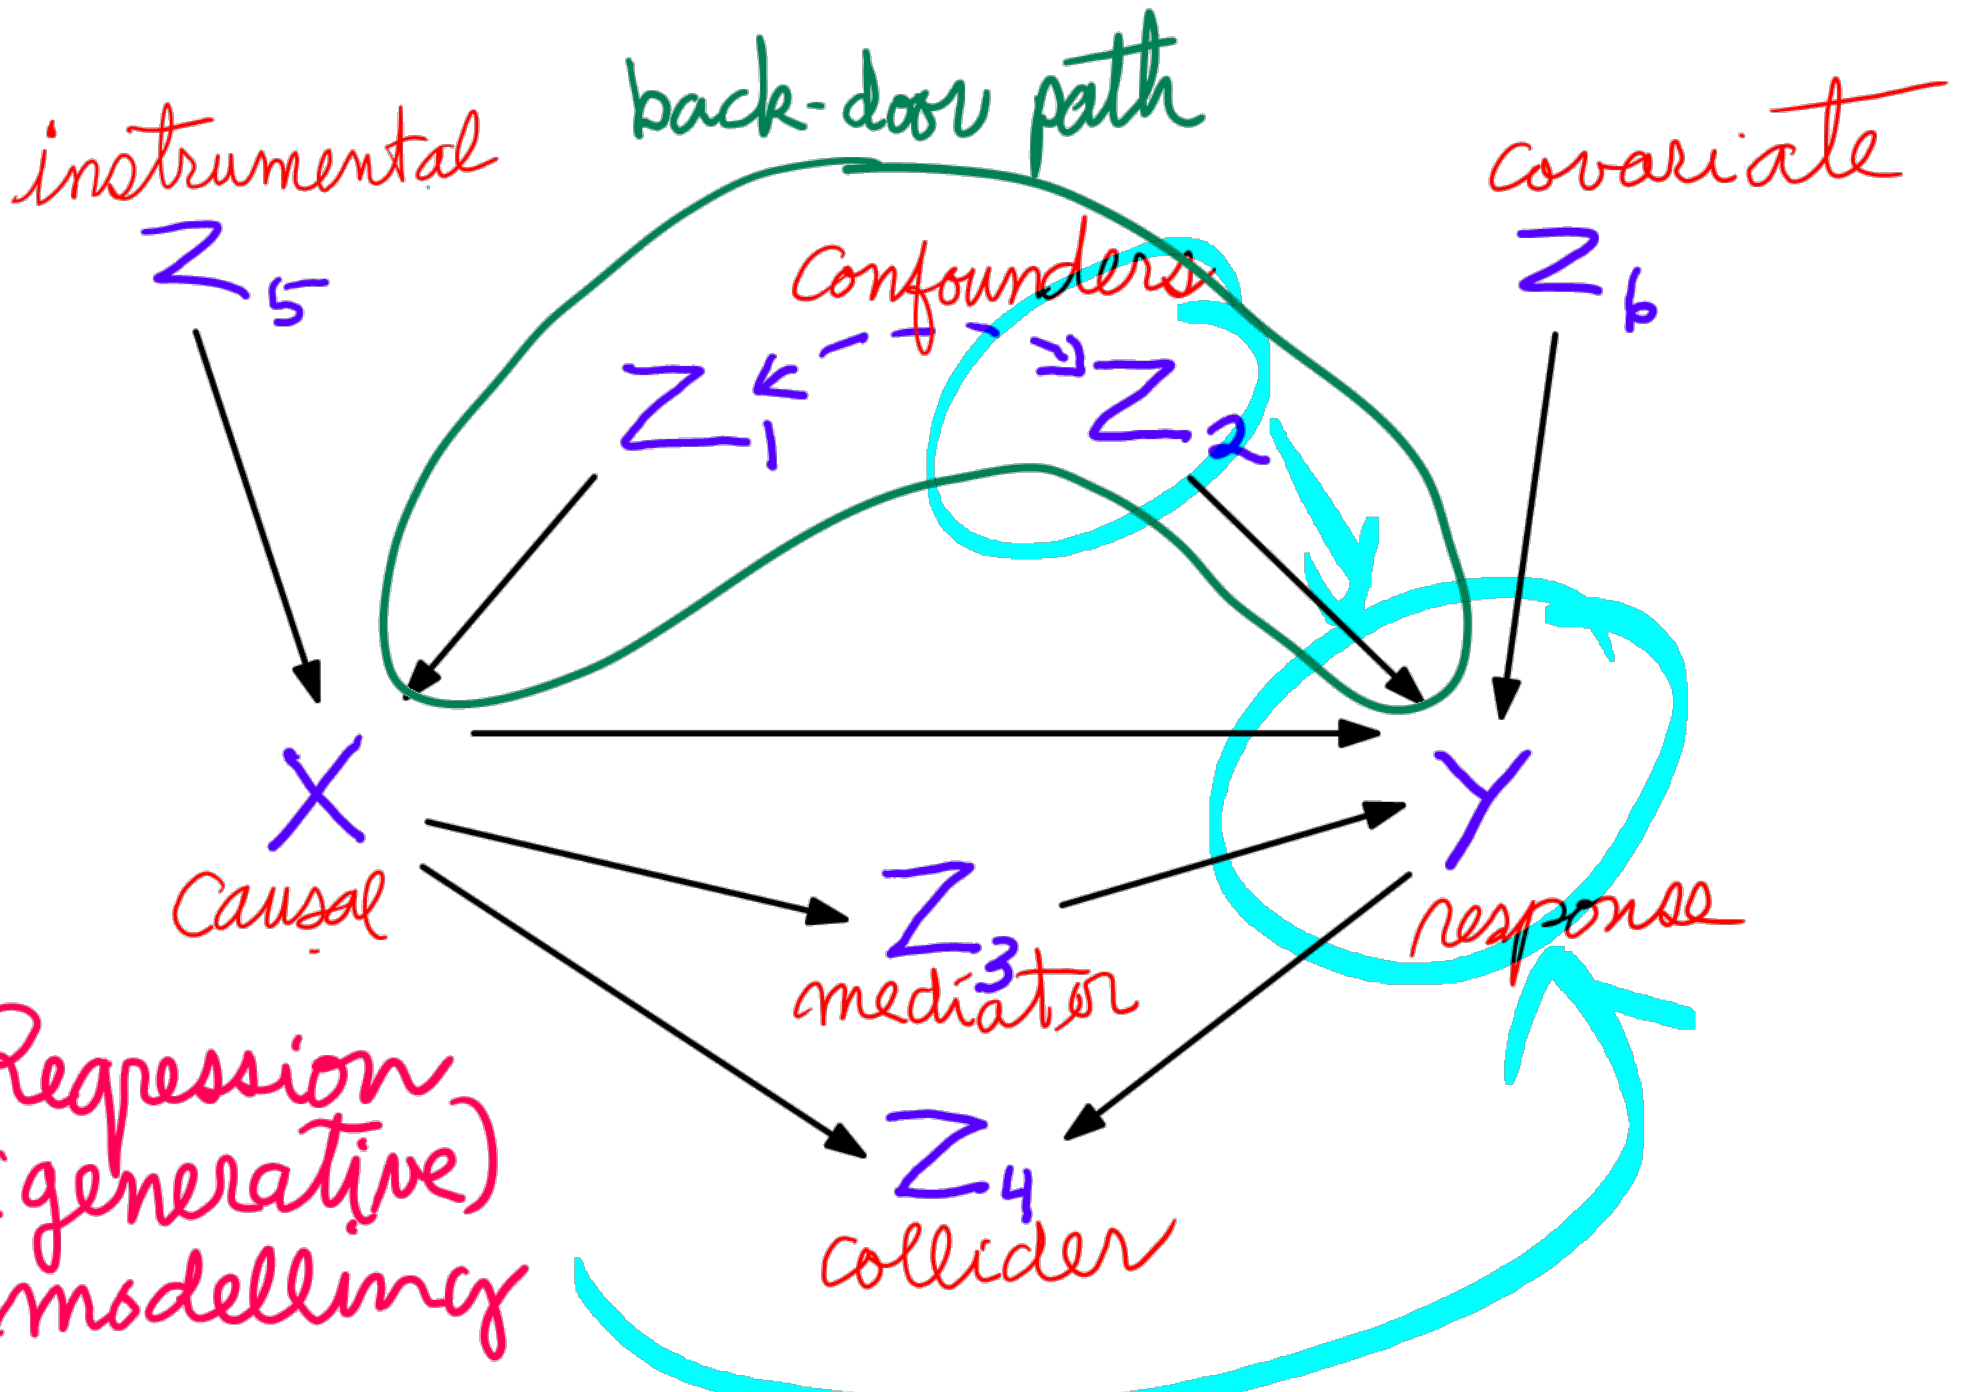 back-door path
instrumental
covariate
Z5
Z6
confounders
Z1
Z2
X
Y
causal
response
Z3
mediator
Regression
(generative)
modelling
Z4
collider